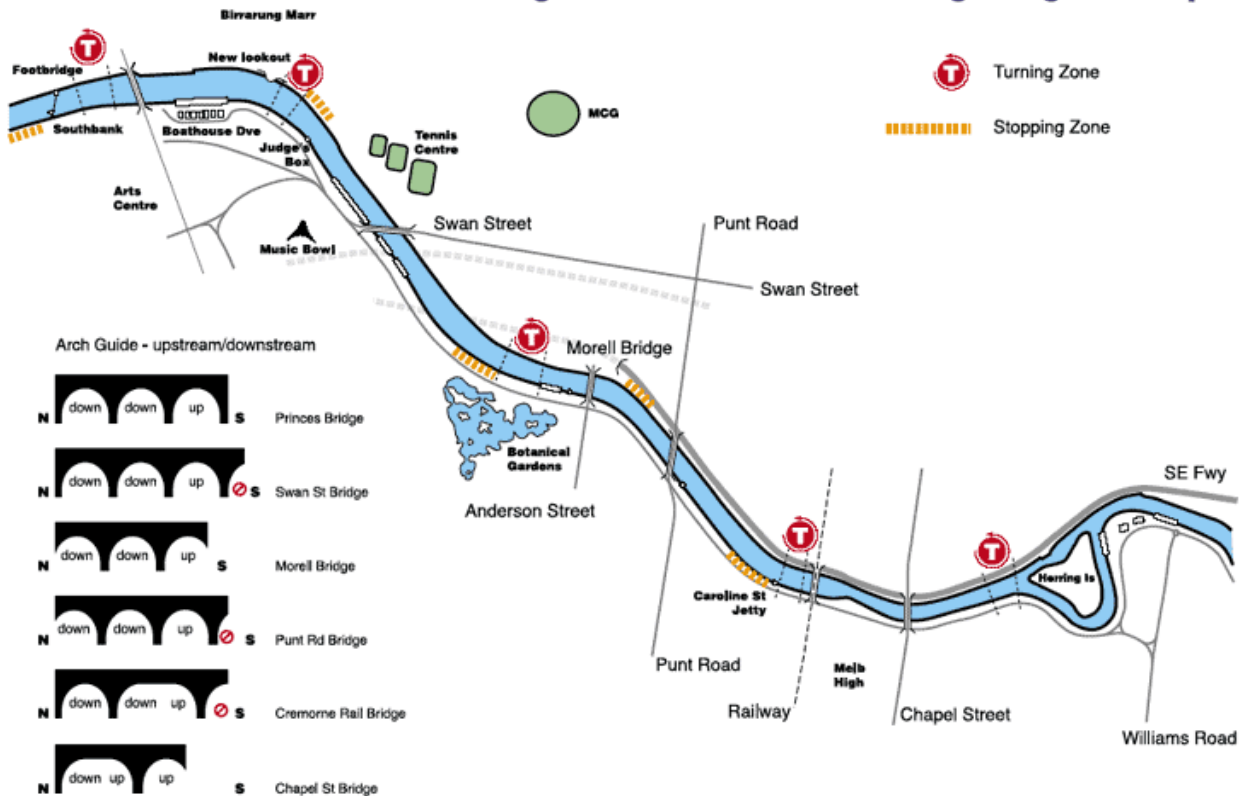 Birrarung Marr
T
Footbridge
New lookout
T
T
Turning Zone
MCG
Southbank
Boathouse Dve
Stopping Zone
Judge's
Box
Tennis
Centre
Arts
Centre
Swan Street
Punt Road
Music Bowl
Swan Street
T
Arch Guide - upstream/downstream
Morell Bridge
N down down up S Princes Bridge
Botanical
Gardens
SE Fwy
N down down up S Swan St Bridge
Anderson Street
T
T
N down down up S Morell Bridge
Herring Is
Caroline St
Jetty
N down down up S Punt Rd Bridge
Punt Road
Melb
High
N down down up S Cremorne Rail Bridge
Railway
Chapel Street
Williams Road
N down up up S Chapel St Bridge